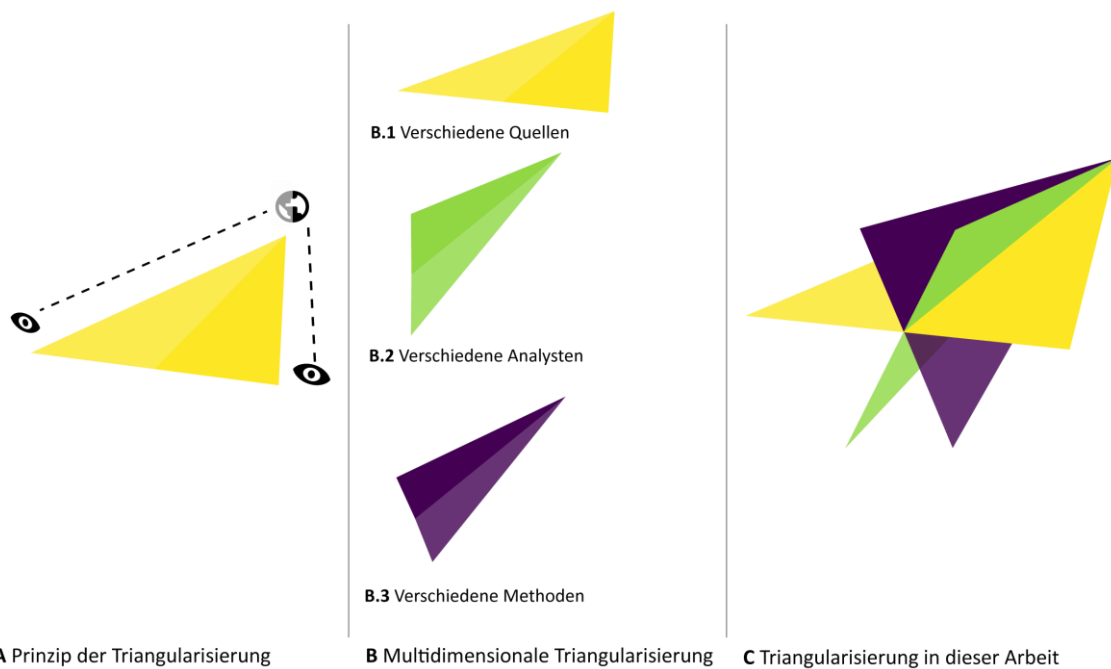 B.1 Verschiedene Quellen
B.2 Verschiedene Analysten
B.3 Verschiedene Methoden
A Prinzip der Triangularisierung
B Multidimensionale Triangularisierung
C Triangularisierung in dieser Arbeit